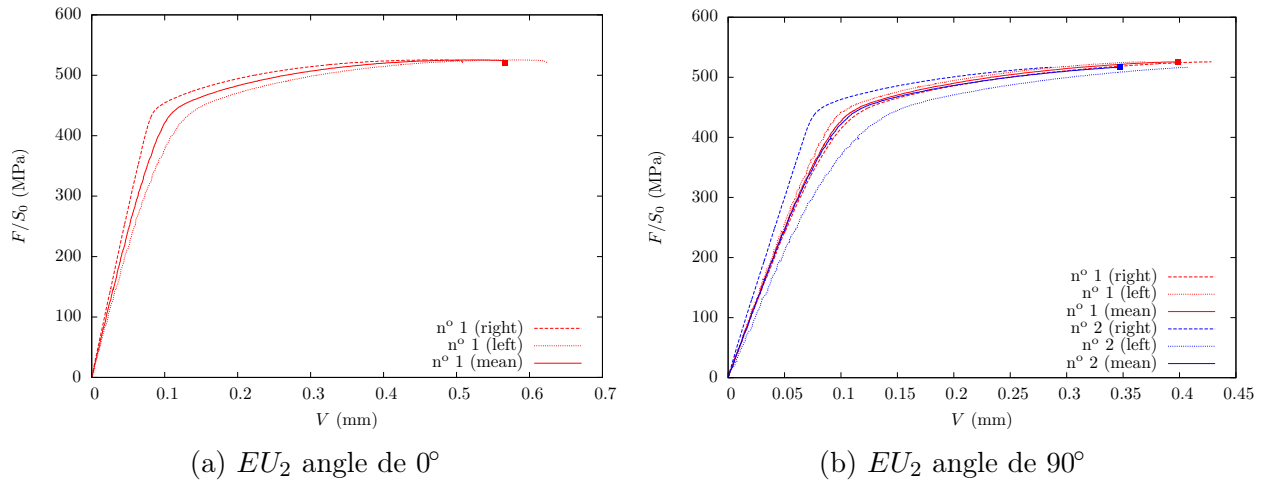 600
500
400
300
200
100
0
F/S₀ (MPa)
0 0.1 0.2 0.3 0.4 0.5 0.6 0.7
V (mm)
nº 1 (right)
nº 1 (left)
nº 1 (mean)
(a) EU₂ angle de 0°
600
500
400
300
200
100
0
F/S₀ (MPa)
0 0.05 0.1 0.15 0.2 0.25 0.3 0.35 0.4 0.45
V (mm)
nº 1 (right)
nº 1 (left)
nº 1 (mean)
nº 2 (right)
nº 2 (left)
nº 2 (mean)
(b) EU₂ angle de 90°